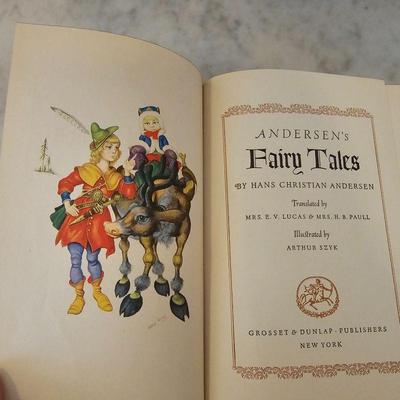 ANDERSEN'S
Fairy Tales
BY HANS CHRISTIAN ANDERSEN
Translated by
MRS. E. V. LUCAS & MRS. H. B. PAULL
Illustrated by
ARTHUR SZYK
GROSSET & DUNLAP · PUBLISHERS
NEW YORK